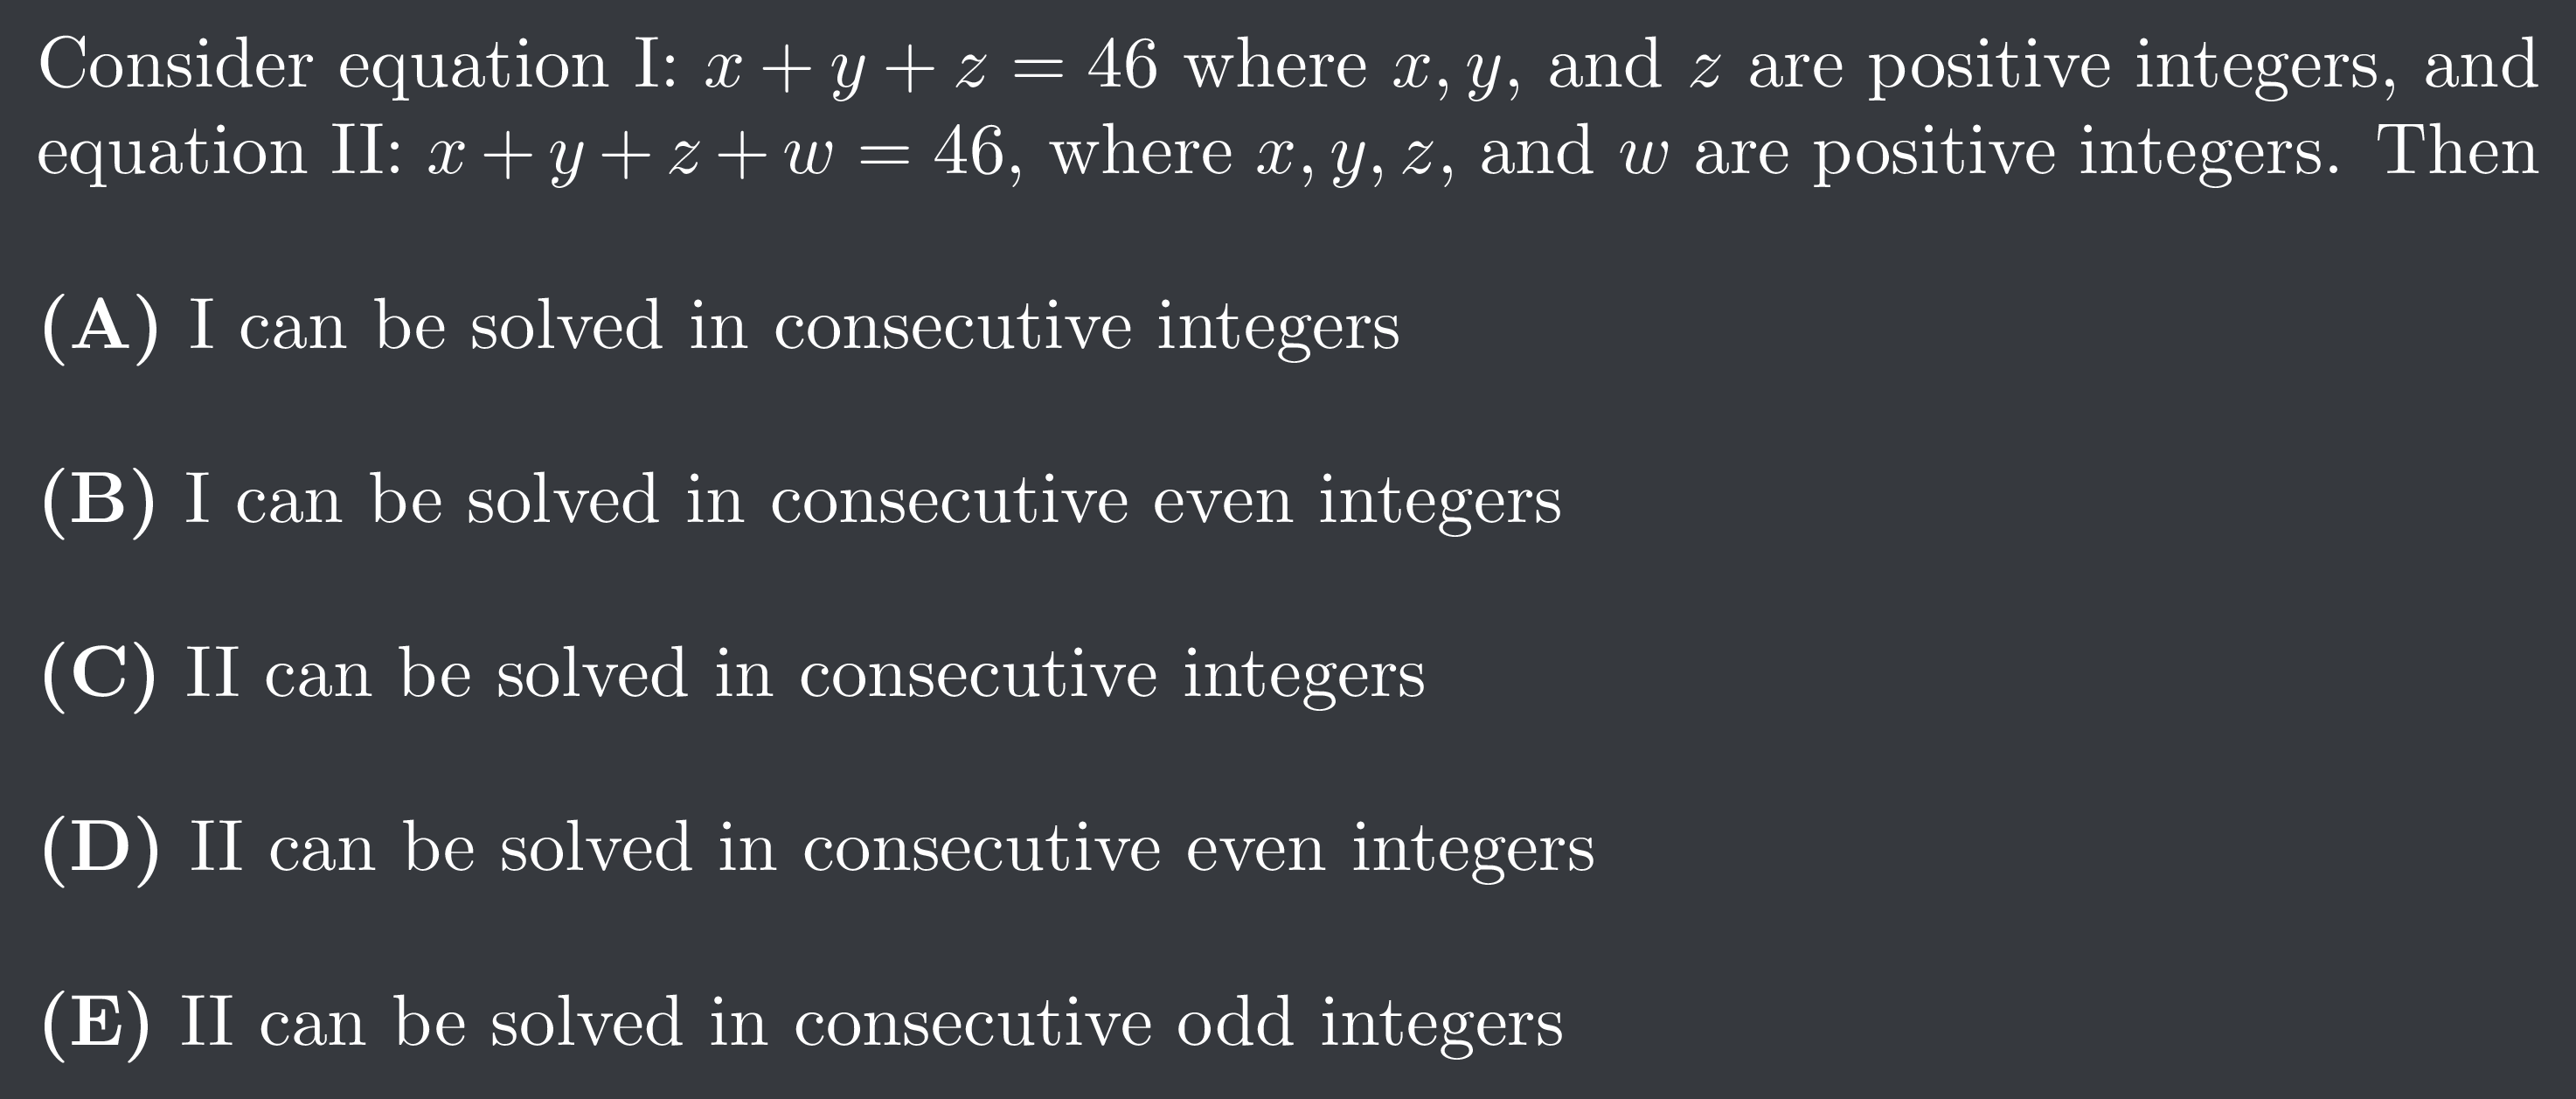 Consider equation I: x + y + z = 46 where x, y, and z are positive integers, and
equation II: x + y + z + w = 46, where x, y, z, and w are positive integers. Then
(A) I can be solved in consecutive integers
(B) I can be solved in consecutive even integers
(C) II can be solved in consecutive integers
(D) II can be solved in consecutive even integers
(E) II can be solved in consecutive odd integers